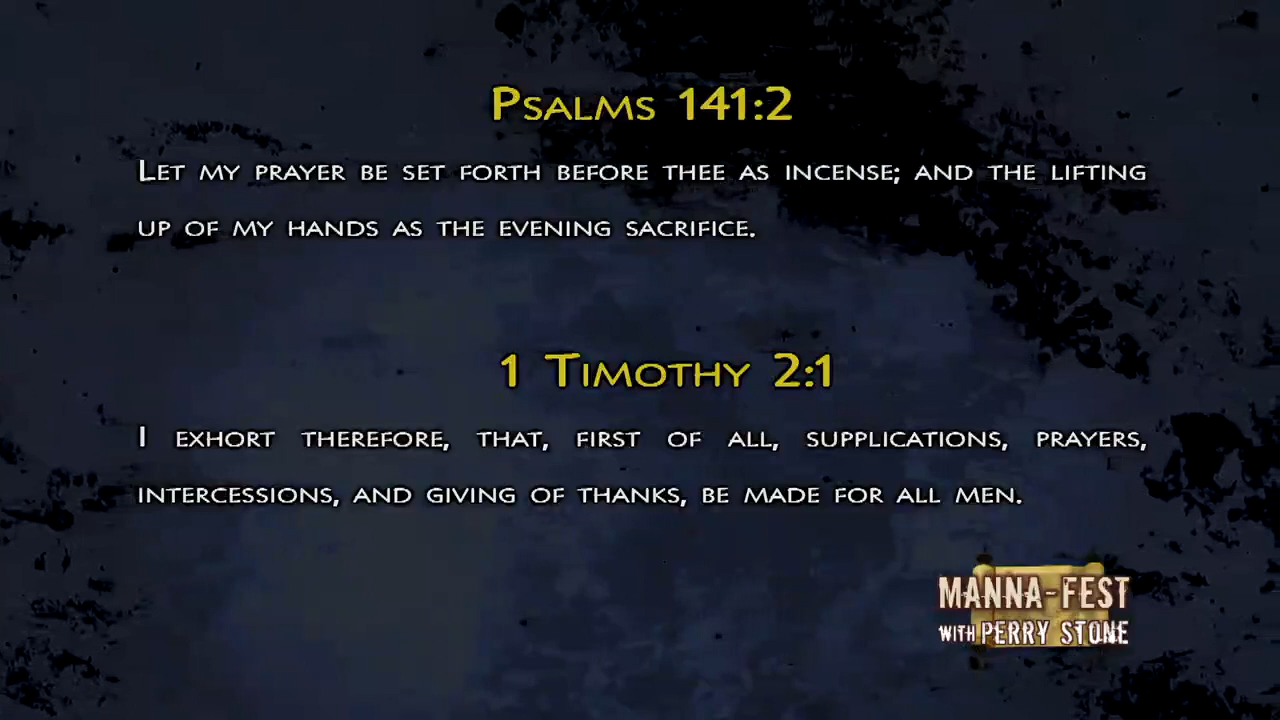 Psalms 141:2
Let my prayer be set forth before thee as incense; and the lifting
up of my hands as the evening sacrifice.
1 Timothy 2:1
I exhort therefore, that, first of all, supplications, prayers,
intercessions, and giving of thanks, be made for all men.
MANNA-FEST
WITH PERRY STONE